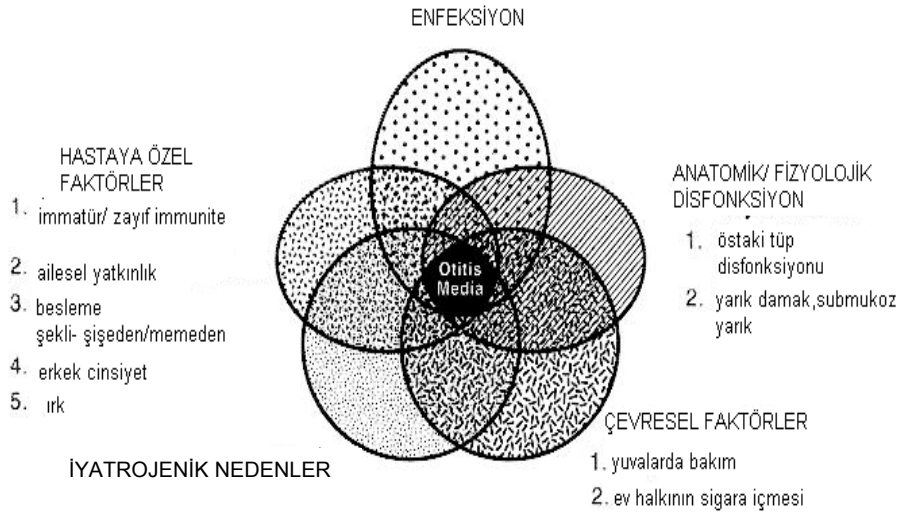 ENFEKSİYON
HASTAYA ÖZEL
FAKTÖRLER
1. immatür/ zayıf immunite
2. ailesel yatkınlık
3. besleme
şekli- şişeden/memeden
4. erkek cinsiyet
5. ırk
Otitis
Media
ANATOMİK/ FİZYOLOJİK
DİSFONKSİYON
1. östaki tüp
disfonksiyonu
2. yarık damak,submukoz
yarık
ÇEVRESEL FAKTÖRLER
1. yuvalarda bakım
2. ev halkının sigara içmesi
İYATROJENİK NEDENLER